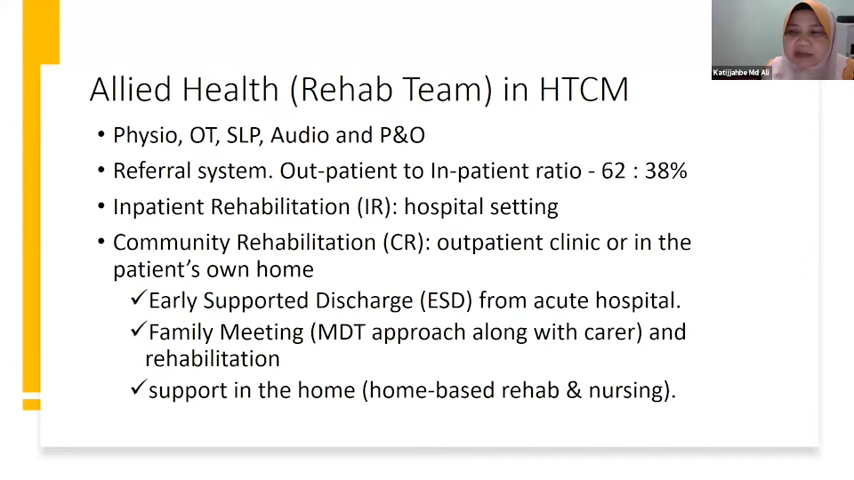 Katijjahbe Md Ali
Allied Health (Rehab Team) in HTCM
• Physio, OT, SLP, Audio and P&O
• Referral system. Out-patient to In-patient ratio - 62 : 38%
• Inpatient Rehabilitation (IR): hospital setting
• Community Rehabilitation (CR): outpatient clinic or in the
patient’s own home
✓Early Supported Discharge (ESD) from acute hospital.
✓Family Meeting (MDT approach along with carer) and
rehabilitation
✓support in the home (home-based rehab & nursing).